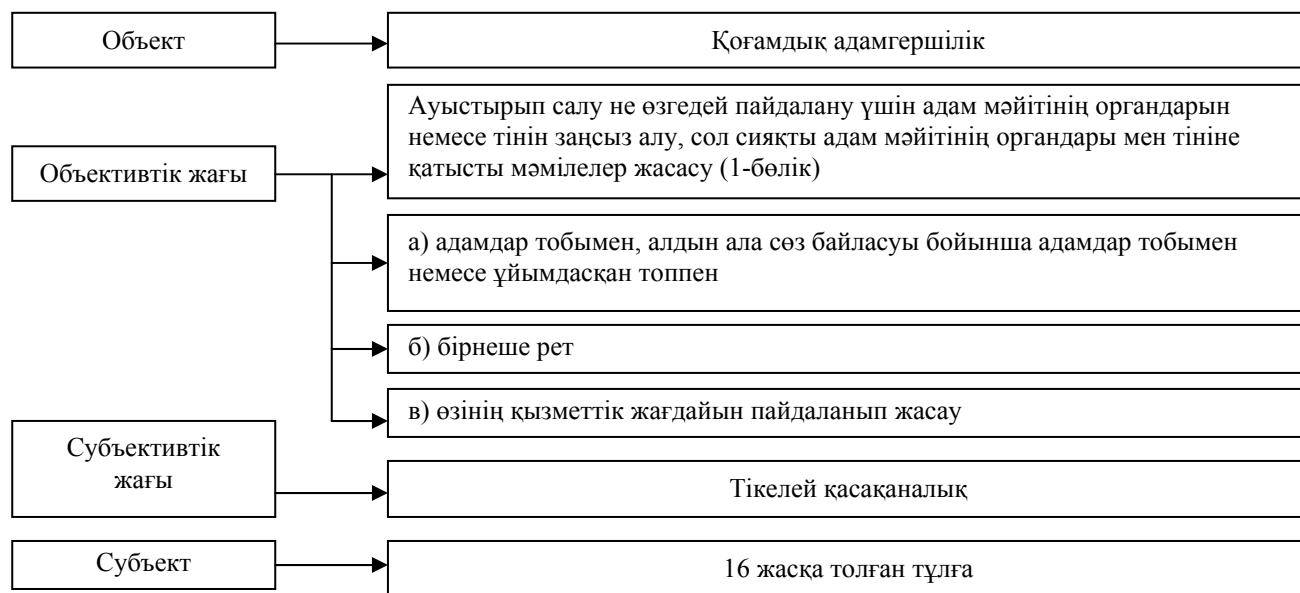 Объект
Қоғамдық адамгершілік
Объективтік жағы
Ауыстырып салу не өзгедей пайдалану үшін адам мәйітінің органдарын
немесе тінін заңсыз алу, сол сияқты адам мәйітінің органдары мен тініне
қатысты мәмілелер жасасу (1-бөлік)
а) адамдар тобымен, алдын ала сөз байласуы бойынша адамдар тобымен
немесе ұйымдасқан топпен
б) бірнеше рет
в) өзінің қызметтік жағдайын пайдаланып жасау
Субъективтік
жағы
Тікелей қасақаналық
Субъект
16 жасқа толған тұлға